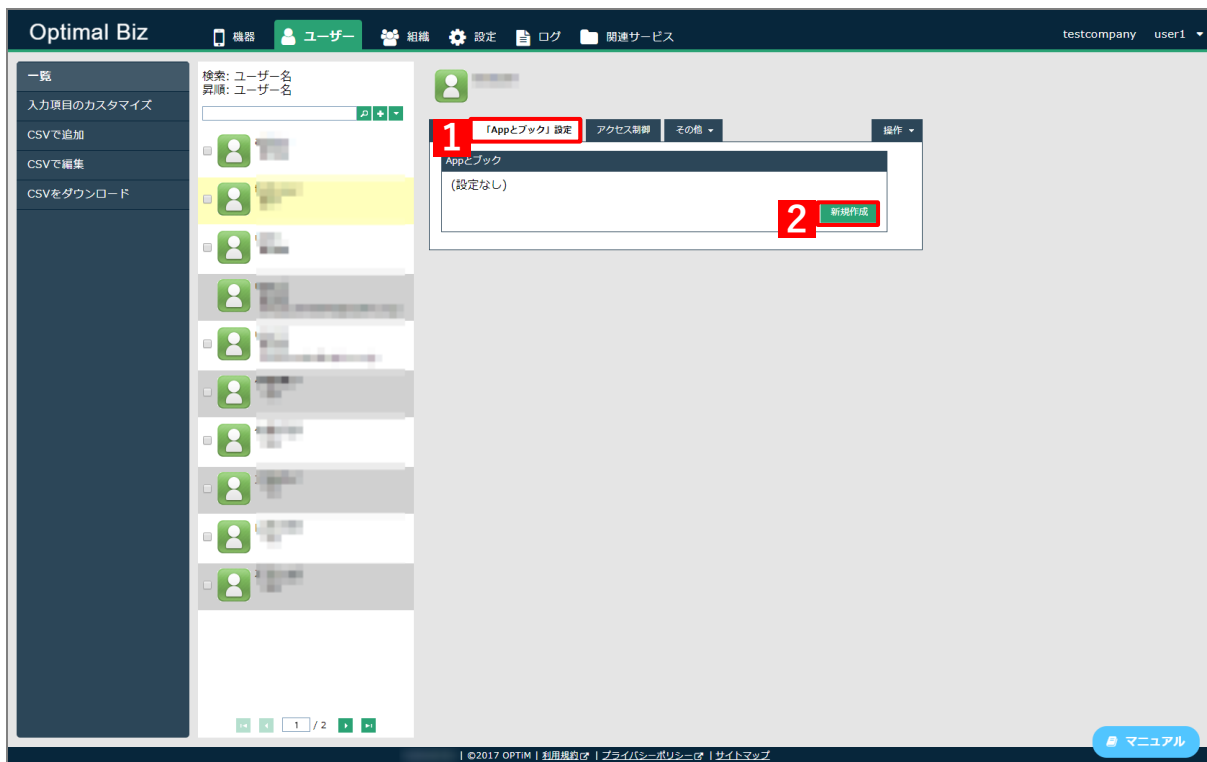 Optimal Biz
機器 ユーザー 組織 設定 ログ 関連サービス
testcompany user1
一覧
入力項目のカスタマイズ
CSVで追加
CSVで編集
CSVをダウンロード
検索: ユーザー名
昇順: ユーザー名
1 / 2
1
「Appとブック」設定 アクセス制御 その他 操作
Appとブック
(設定なし)
2
新規作成
マニュアル
| ©2017 OPTiM | 利用規約 | プライバシーポリシー | サイトマップ